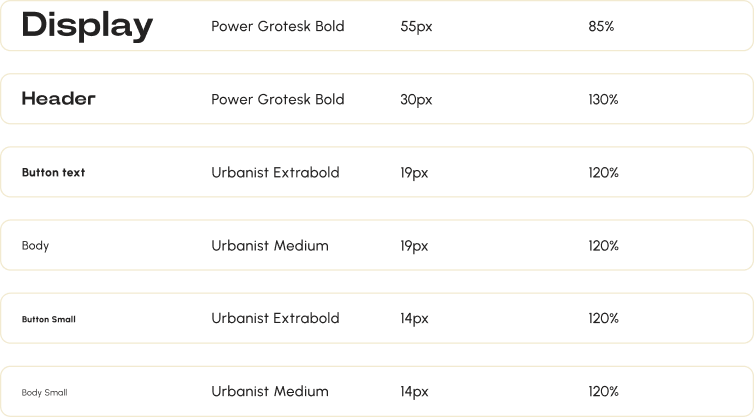 Display Power Grotesk Bold 55px 85%
Header Power Grotesk Bold 30px 130%
Button text Urbanist Extrabold 19px 120%
Body Urbanist Medium 19px 120%
Button Small Urbanist Extrabold 14px 120%
Body Small Urbanist Medium 14px 120%